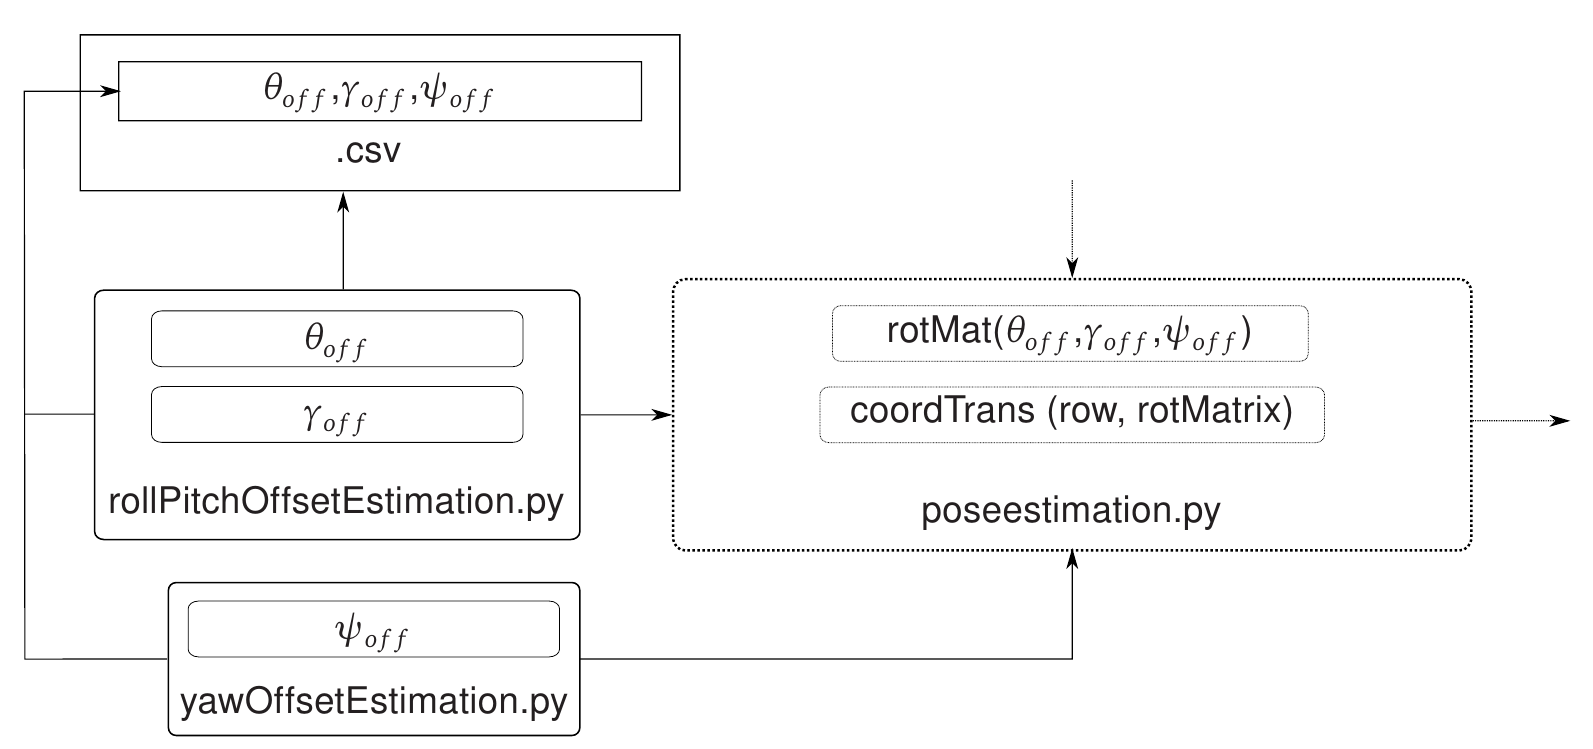 θ_off,γ_off,ψ_off
.csv
θ_off
γ_off
rollPitchOffsetEstimation.py
rotMat(θ_off,γ_off,ψ_off)
coordTrans (row, rotMatrix)
poseestimation.py
ψ_off
yawOffsetEstimation.py